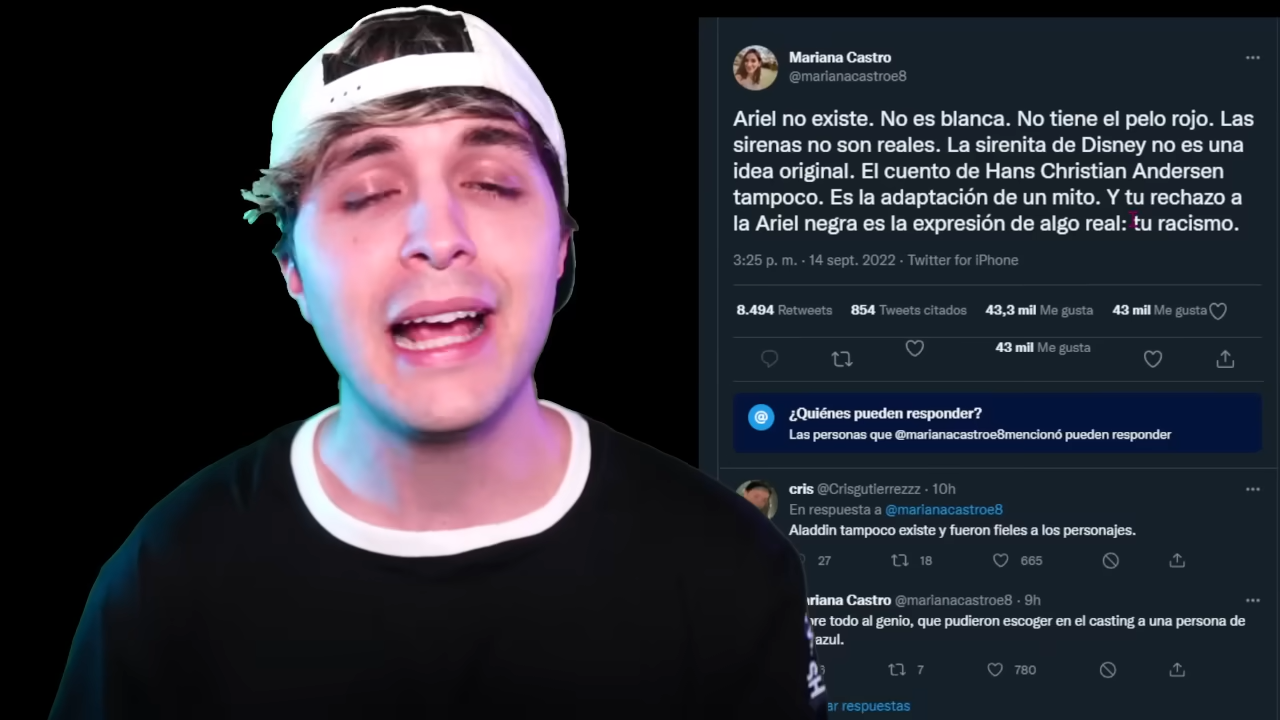 Mariana Castro
@marianacastroe8
Ariel no existe. No es blanca. No tiene el pelo rojo. Las
sirenas no son reales. La sirenita de Disney no es una
idea original. El cuento de Hans Christian Andersen
tampoco. Es la adaptación de un mito. Y tu rechazo a
la Ariel negra es la expresión de algo real: tu racismo.
3:25 p. m. · 14 sept. 2022 · Twitter for iPhone
8.494 Retweets 854 Tweets citados 43,3 mil Me gusta 43 mil Me gusta
43 mil Me gusta
@ ¿Quiénes pueden responder?
Las personas que @marianacastroe8mencionó pueden responder
cris @Crisgutierrezzz · 10h
En respuesta a @marianacastroe8
Aladdin tampoco existe y fueron fieles a los personajes.
27 18 665
Castro @marianacastroe8 · 9h
todo al genio, que pudieron escoger en el casting a una persona de
azul.
7 780
respuestas